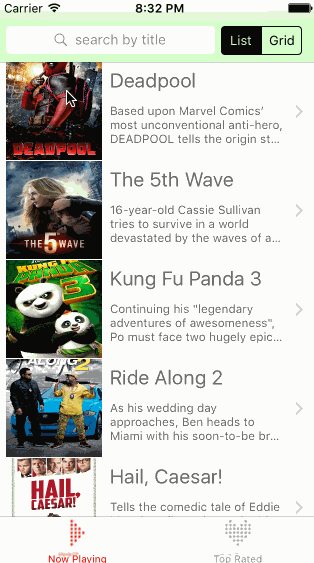 Carrier 8:32 PM
search by title List Grid
Deadpool
Based upon Marvel Comics'
most unconventional anti-hero,
DEADPOOL tells the origin st...
DEADPOOL
The 5th Wave
16-year-old Cassie Sullivan
tries to survive in a world
devastated by the waves of a...
THE 5 WAVE
Kung Fu Panda 3
KUNG FU
PANDA
3
Continuing his "legendary
adventures of awesomeness",
Po must face two hugely epic...
Ride Along 2
ALONG 2
As his wedding day
approaches, Ben heads to
Miami with his soon-to-be br...
Hail, Caesar!
HAIL,
CAESAR!
Tells the comedic tale of Eddie
Now Playing Top Rated